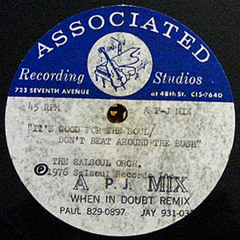 ASSOCIATED
Recording Studios
723 SEVENTH AVENUE at 48th St. CI5-7640
45 RPM A-P-J MIX
"IT'S GOOD FOR THE SOUL/
DON'T BEAT AROUND THE BUSH"
THE SALSOUL ORCH.
℗1976 Salsoul Records
A P.J. MIX
WHEN IN DOUBT REMIX
PAUL 829-0897 JAY 931-03